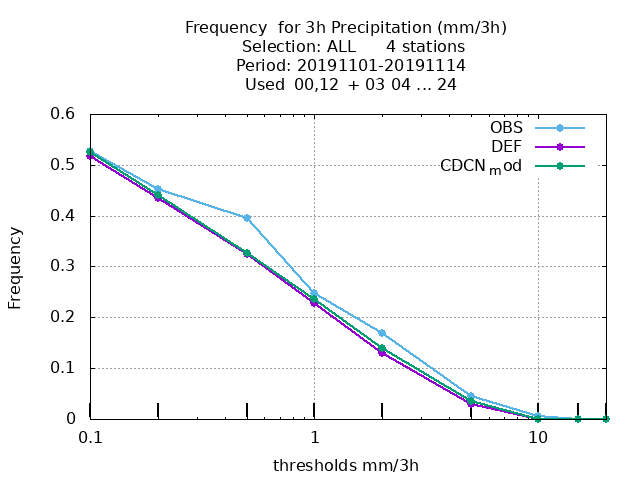 Frequency  for 3h Precipitation (mm/3h)
Selection: ALL      4 stations
Period: 20191101-20191114
Used  00,12  + 03 04 ... 24
OBS
DEF
CDCNmod
0.6
0.5
0.4
0.3
0.2
0.1
0
Frequency
0.1
1
10
thresholds mm/3h